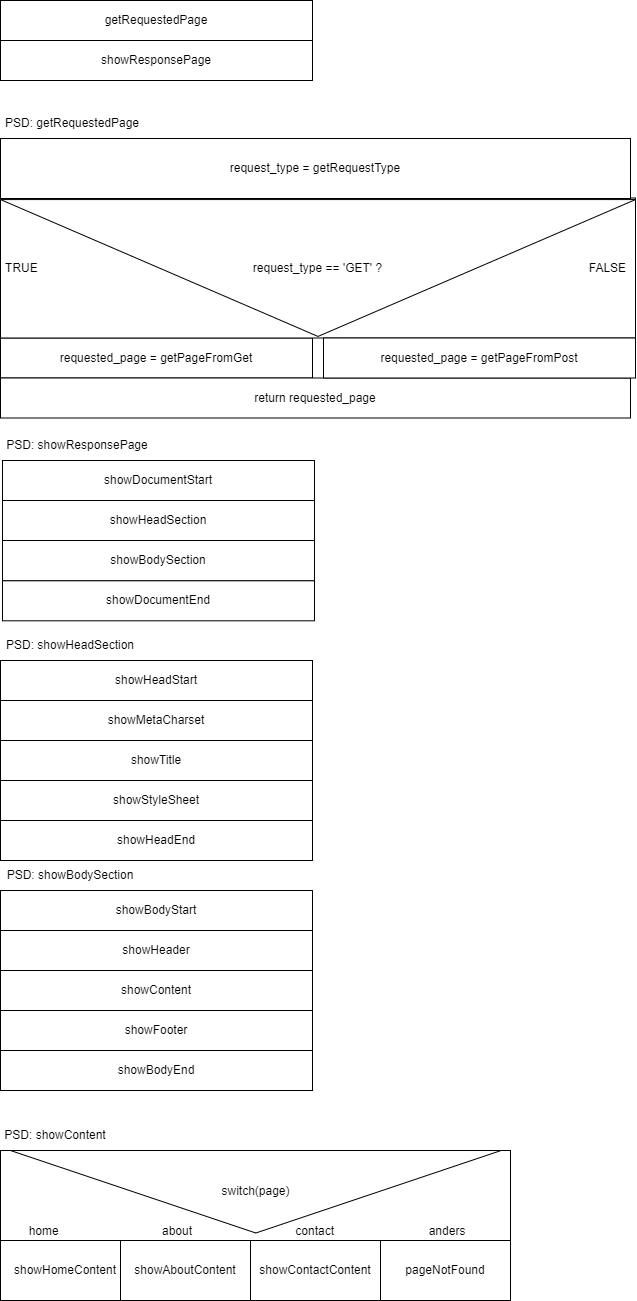 getRequestedPage
showResponsePage
PSD: getRequestedPage
request_type = getRequestType
request_type == 'GET' ?
TRUE
FALSE
requested_page = getPageFromGet
requested_page = getPageFromPost
return requested_page
PSD: showResponsePage
showDocumentStart
showHeadSection
showBodySection
showDocumentEnd
PSD: showHeadSection
showHeadStart
showMetaCharset
showTitle
showStyleSheet
showHeadEnd
PSD: showBodySection
showBodyStart
showHeader
showContent
showFooter
showBodyEnd
PSD: showContent
switch(page)
home
about
contact
anders
showHomeContent
showAboutContent
showContactContent
pageNotFound